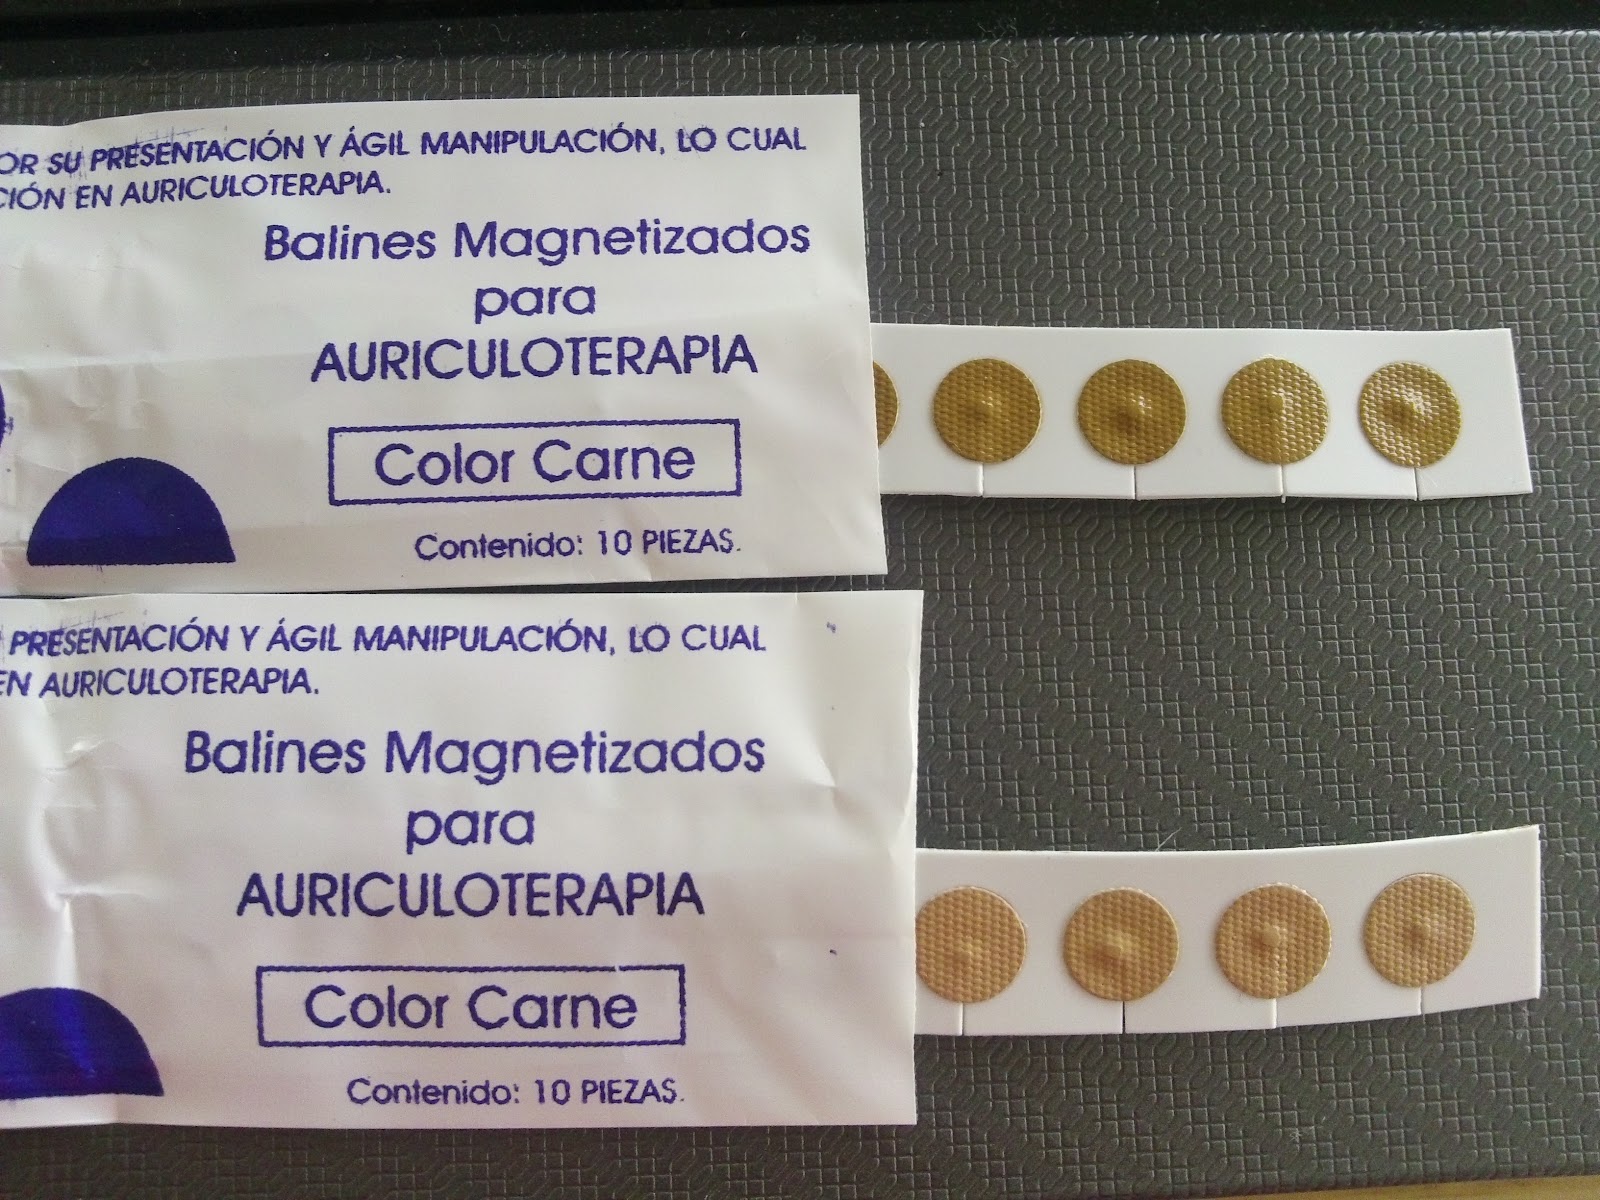 OR SU PRESENTACIÓN Y ÁGIL MANIPULACIÓN, LO CUAL
CIÓN EN AURICULOTERAPIA.
Balines Magnetizados
para
AURICULOTERAPIA
Color Carne
Contenido: 10 PIEZAS.
PRESENTACIÓN Y ÁGIL MANIPULACIÓN, LO CUAL
EN AURICULOTERAPIA.
Balines Magnetizados
para
AURICULOTERAPIA
Color Carne
Contenido: 10 PIEZAS.